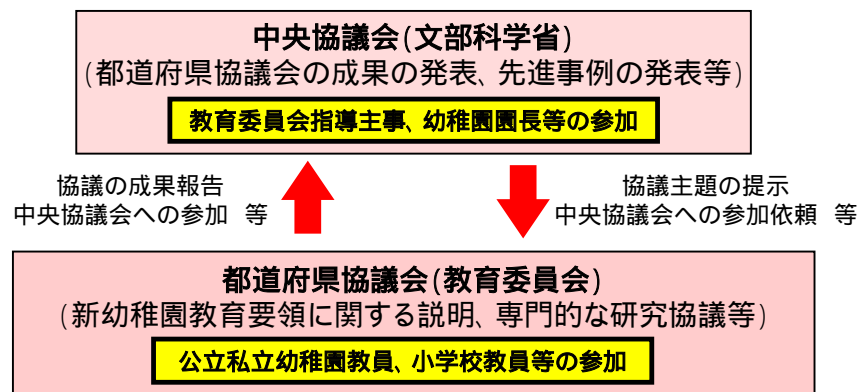 中央協議会(文部科学省)
(都道府県協議会の成果の発表、先進事例の発表等)
教育委員会指導主事、幼稚園園長等の参加
協議の成果報告
中央協議会への参加 等
協議主題の提示
中央協議会への参加依頼 等
都道府県協議会(教育委員会)
(新幼稚園教育要領に関する説明、専門的な研究協議等)
公立私立幼稚園教員、小学校教員等の参加